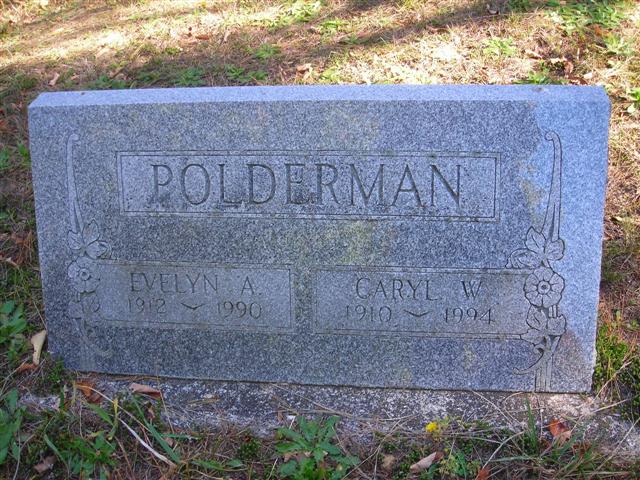 POLDERMAN
EVELYN A.
1912 1990
CARYL W.
1910 1994